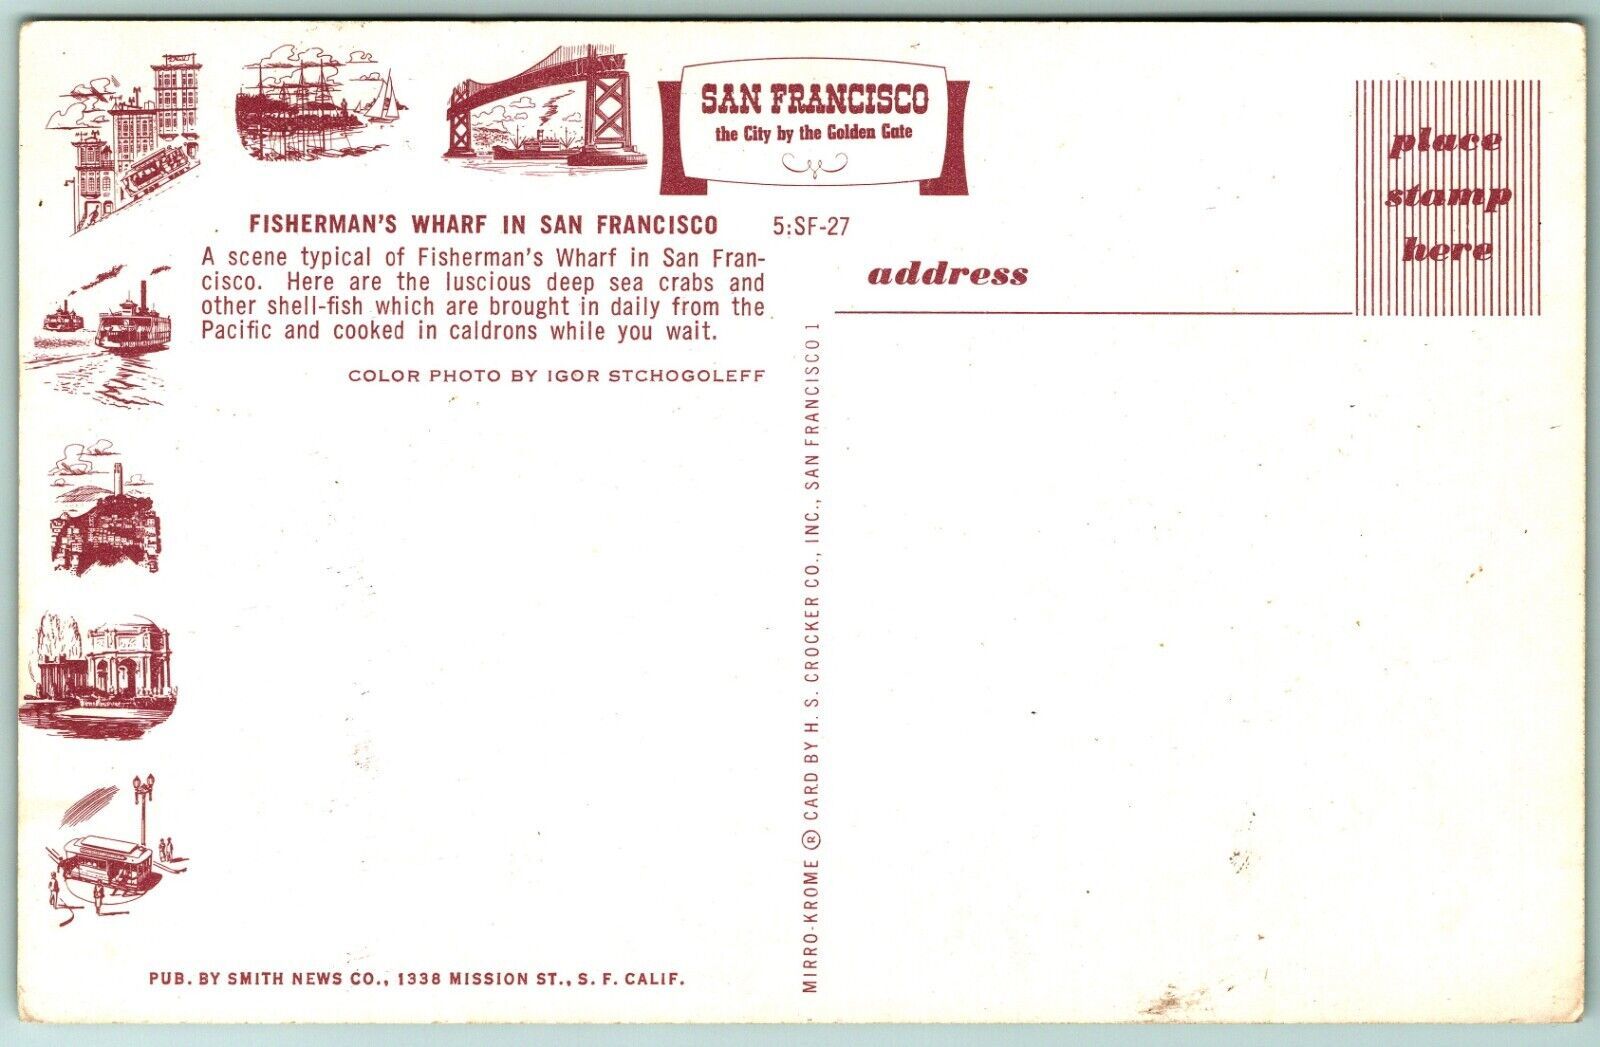 SAN FRANCISCO
the City by the Golden Gate
FISHERMAN'S WHARF IN SAN FRANCISCO 5:SF-27
A scene typical of Fisherman's Wharf in San Fran-
cisco. Here are the luscious deep sea crabs and
other shell-fish which are brought in daily from the
Pacific and cooked in caldrons while you wait.
COLOR PHOTO BY IGOR STCHOGOLEFF
place
stamp
here
address
MIRRO-KROME ® CARD BY H. S. CROCKER CO., INC., SAN FRANCISCO 1
PUB. BY SMITH NEWS CO., 1338 MISSION ST., S. F. CALIF.